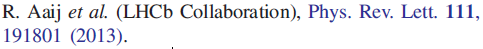 R. Aaij et al. (LHCb Collaboration), Phys. Rev. Lett. 111,
191801 (2013).